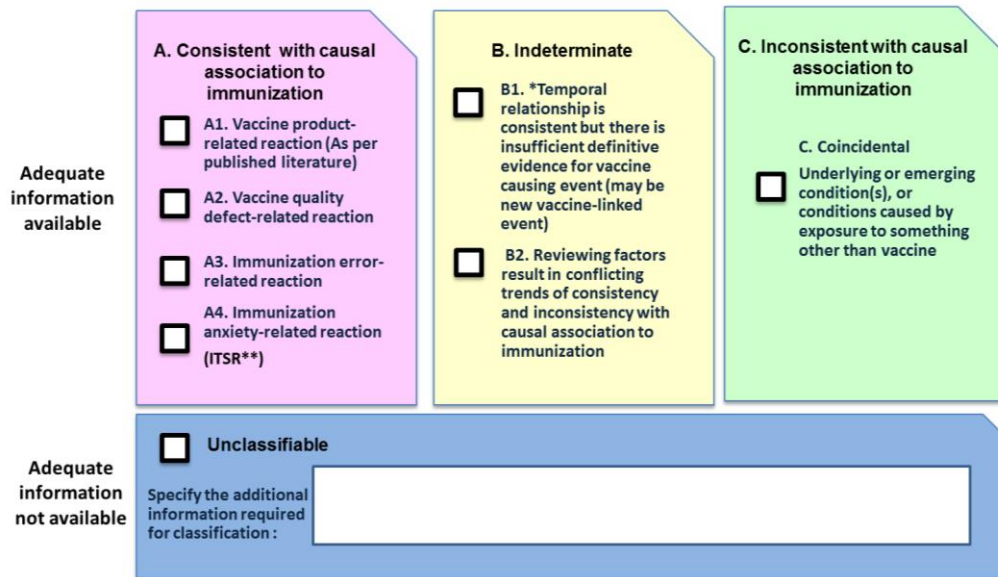 A. Consistent with causal
association to
immunization
A1. Vaccine product-
related reaction (As per
published literature)
A2. Vaccine quality
defect-related reaction
A3. Immunization error-
related reaction
A4. Immunization
anxiety-related reaction
(ITSR**)
B. Indeterminate
B1. *Temporal
relationship is
consistent but there is
insufficient definitive
evidence for vaccine
causing event (may be
new vaccine-linked
event)
B2. Reviewing factors
result in conflicting
trends of consistency
and inconsistency with
causal association to
immunization
C. Inconsistent with causal
association to
immunization
C. Coincidental
Underlying or emerging
condition(s), or
conditions caused by
exposure to something
other than vaccine
Adequate
information
available
Adequate
information
not available
Unclassifiable
Specify the additional
information required
for classification :